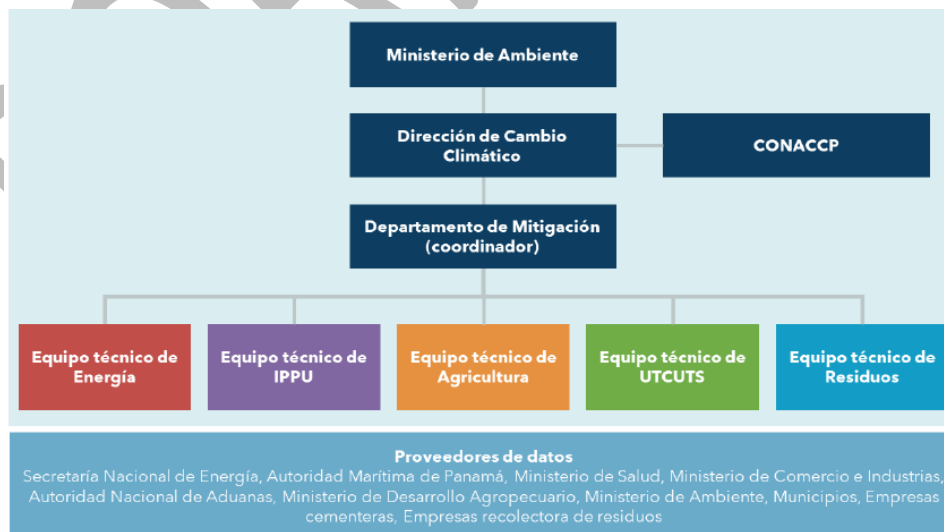 Ministerio de Ambiente
Dirección de Cambio
Climático
CONACCP
Departamento de Mitigación
(coordinador)
Equipo técnico de
Energía
Equipo técnico de
IPPU
Equipo técnico de
Agricultura
Equipo técnico de
UTCUTS
Equipo técnico de
Residuos
Proveedores de datos
Secretaría Nacional de Energía, Autoridad Marítima de Panamá, Ministerio de Salud, Ministerio de Comercio e Industrias,
Autoridad Nacional de Aduanas, Ministerio de Desarrollo Agropecuario, Ministerio de Ambiente, Municipios, Empresas
cementeras, Empresas recolectora de residuos